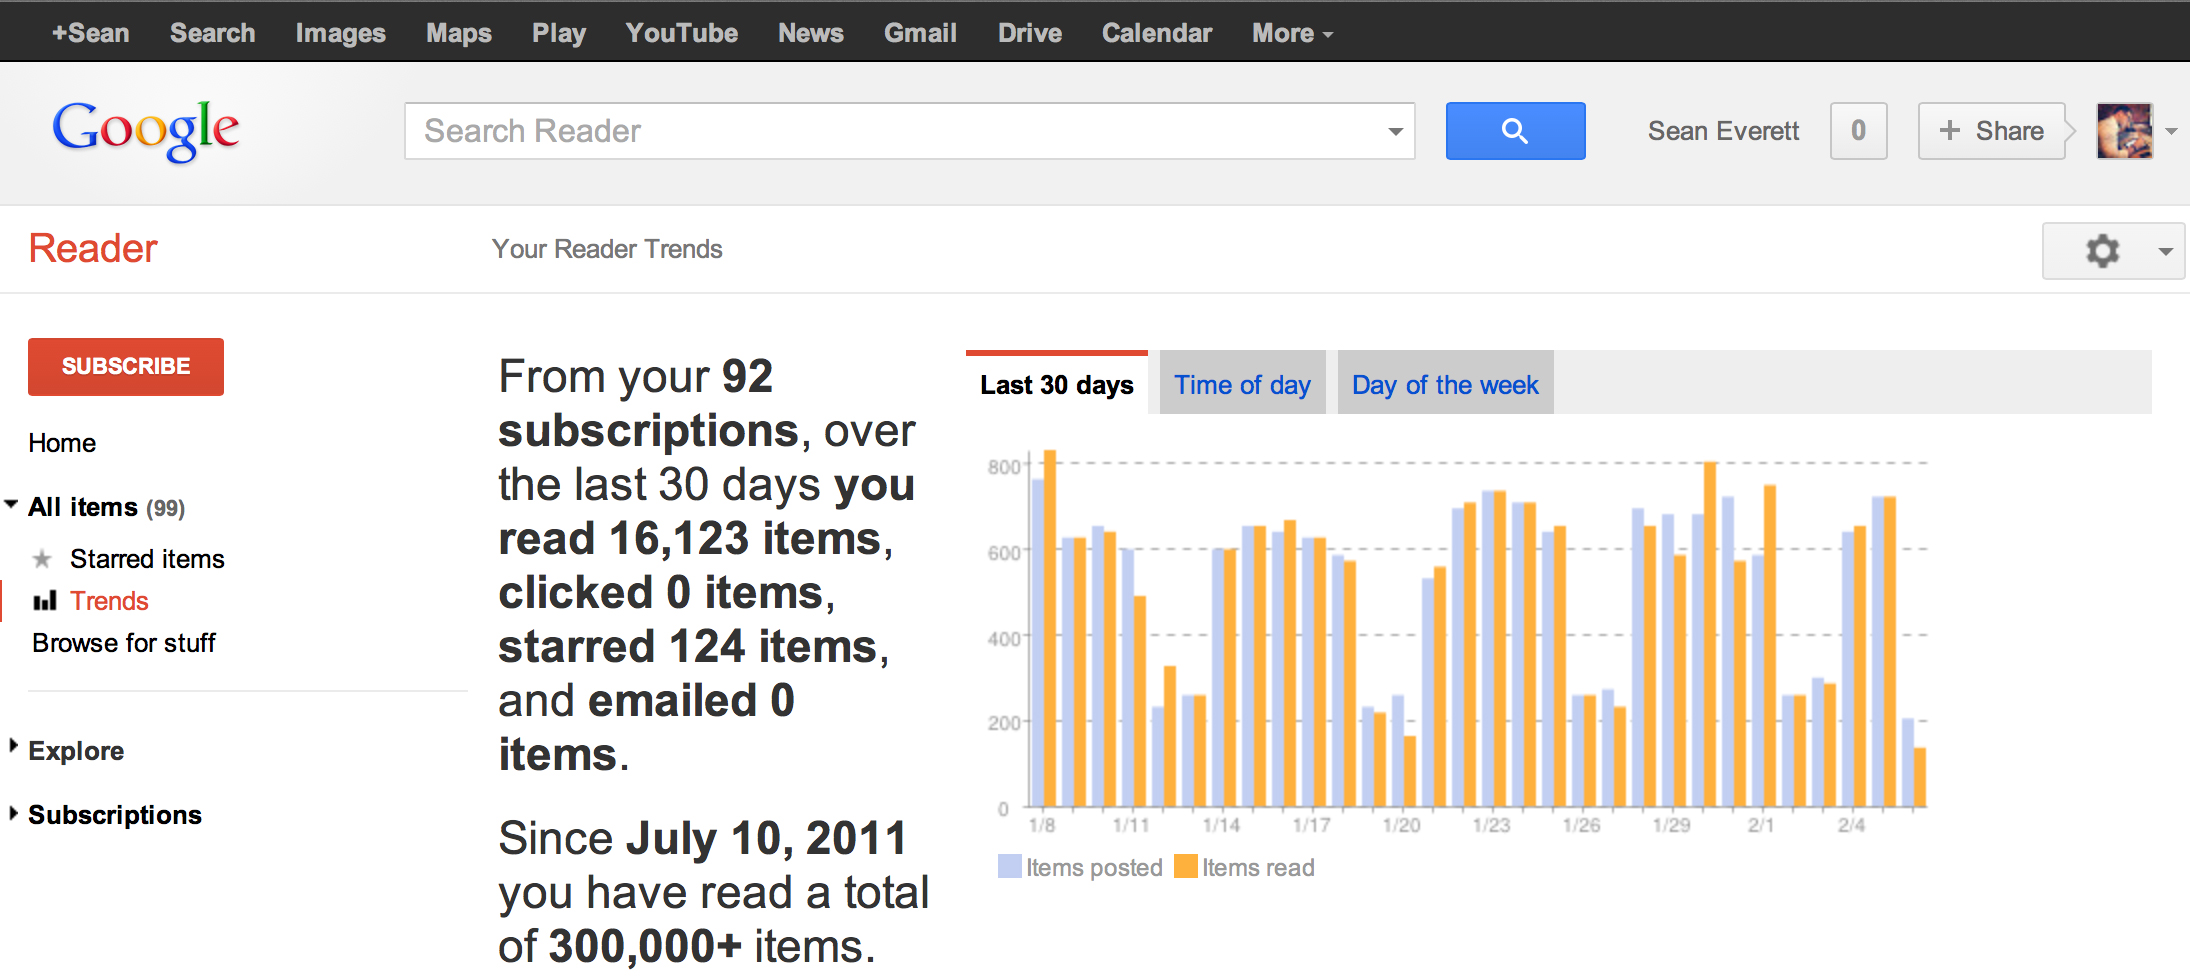 +Sean Search Images Maps Play YouTube News Gmail Drive Calendar More
Google
Search Reader
Sean Everett
0
+ Share
Reader
Your Reader Trends
SUBSCRIBE
Home
All items (99)
Starred items
Trends
Browse for stuff
Explore
Subscriptions
From your 92
subscriptions, over
the last 30 days you
read 16,123 items,
clicked 0 items,
starred 124 items,
and emailed 0
items.
Since July 10, 2011
you have read a total
of 300,000+ items.
Last 30 days Time of day Day of the week
800
600
400
200
0
1/8 1/11 1/14 1/17 1/20 1/23 1/26 1/29 2/1 2/4
Items posted Items read